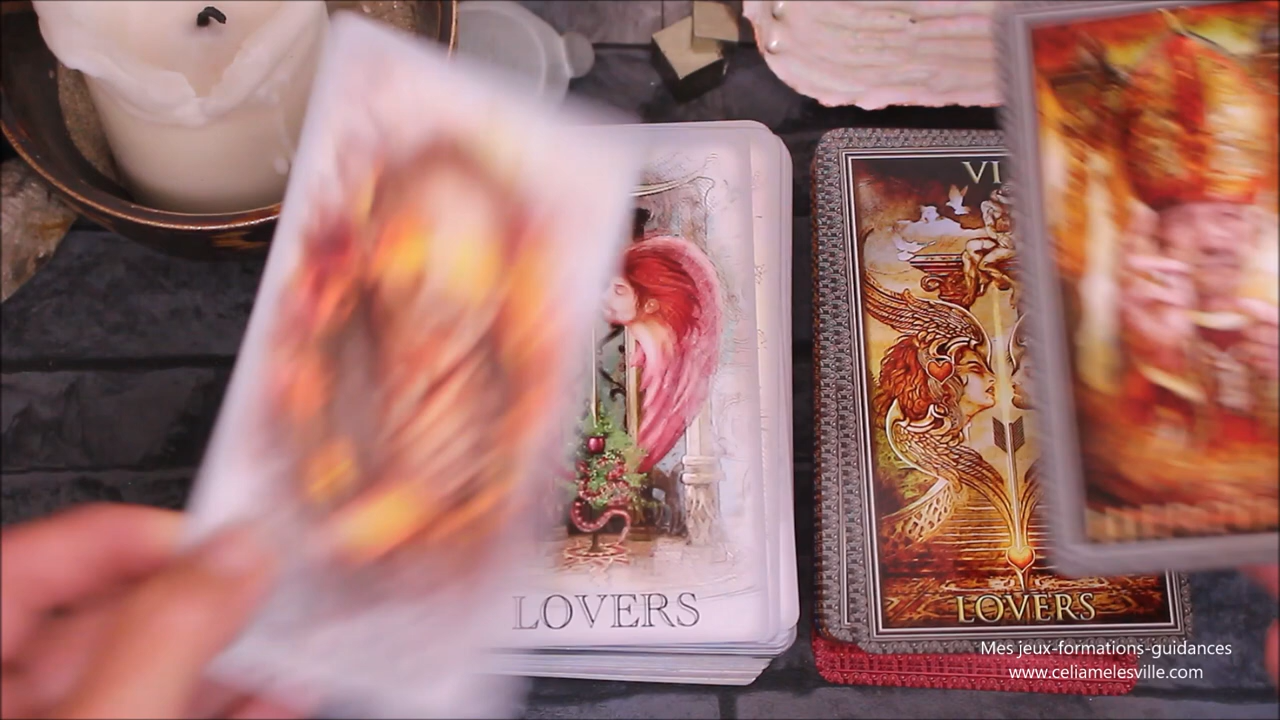 VI
LOVERS
LOVERS
Mes jeux-formations-guidances
www.celiamelesville.com